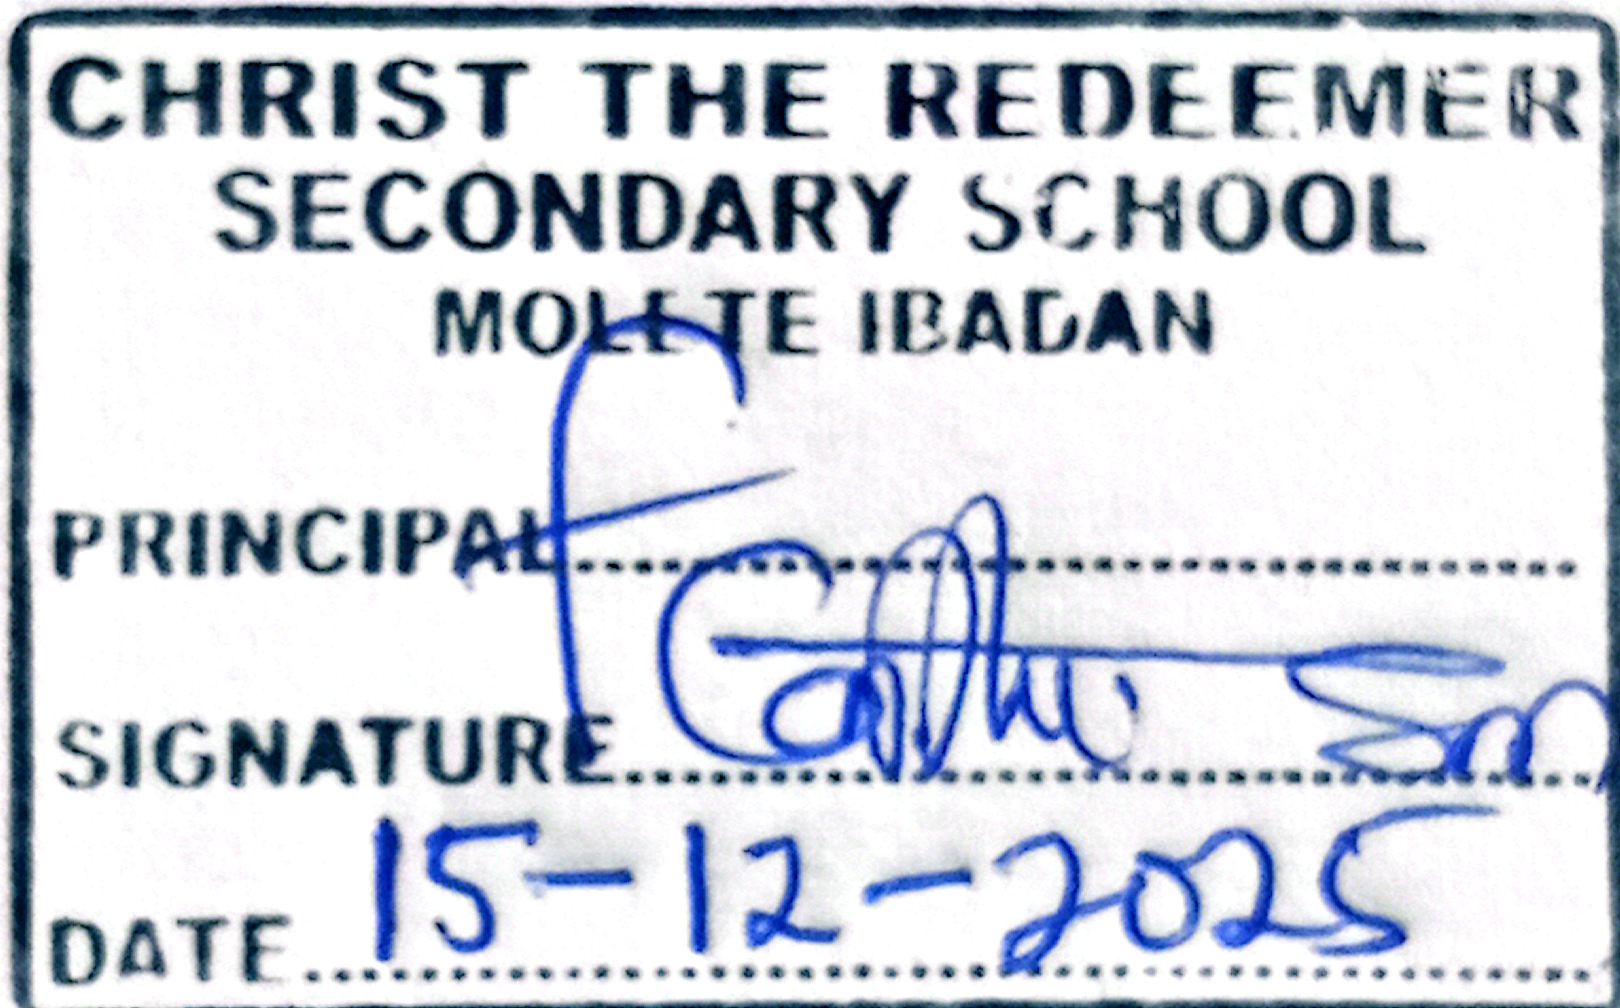 CHRIST THE REDEEMER
SECONDARY SCHOOL
MOLETE IBADAN
PRINCIPAL
SIGNATURE
DATE 15-12-2025